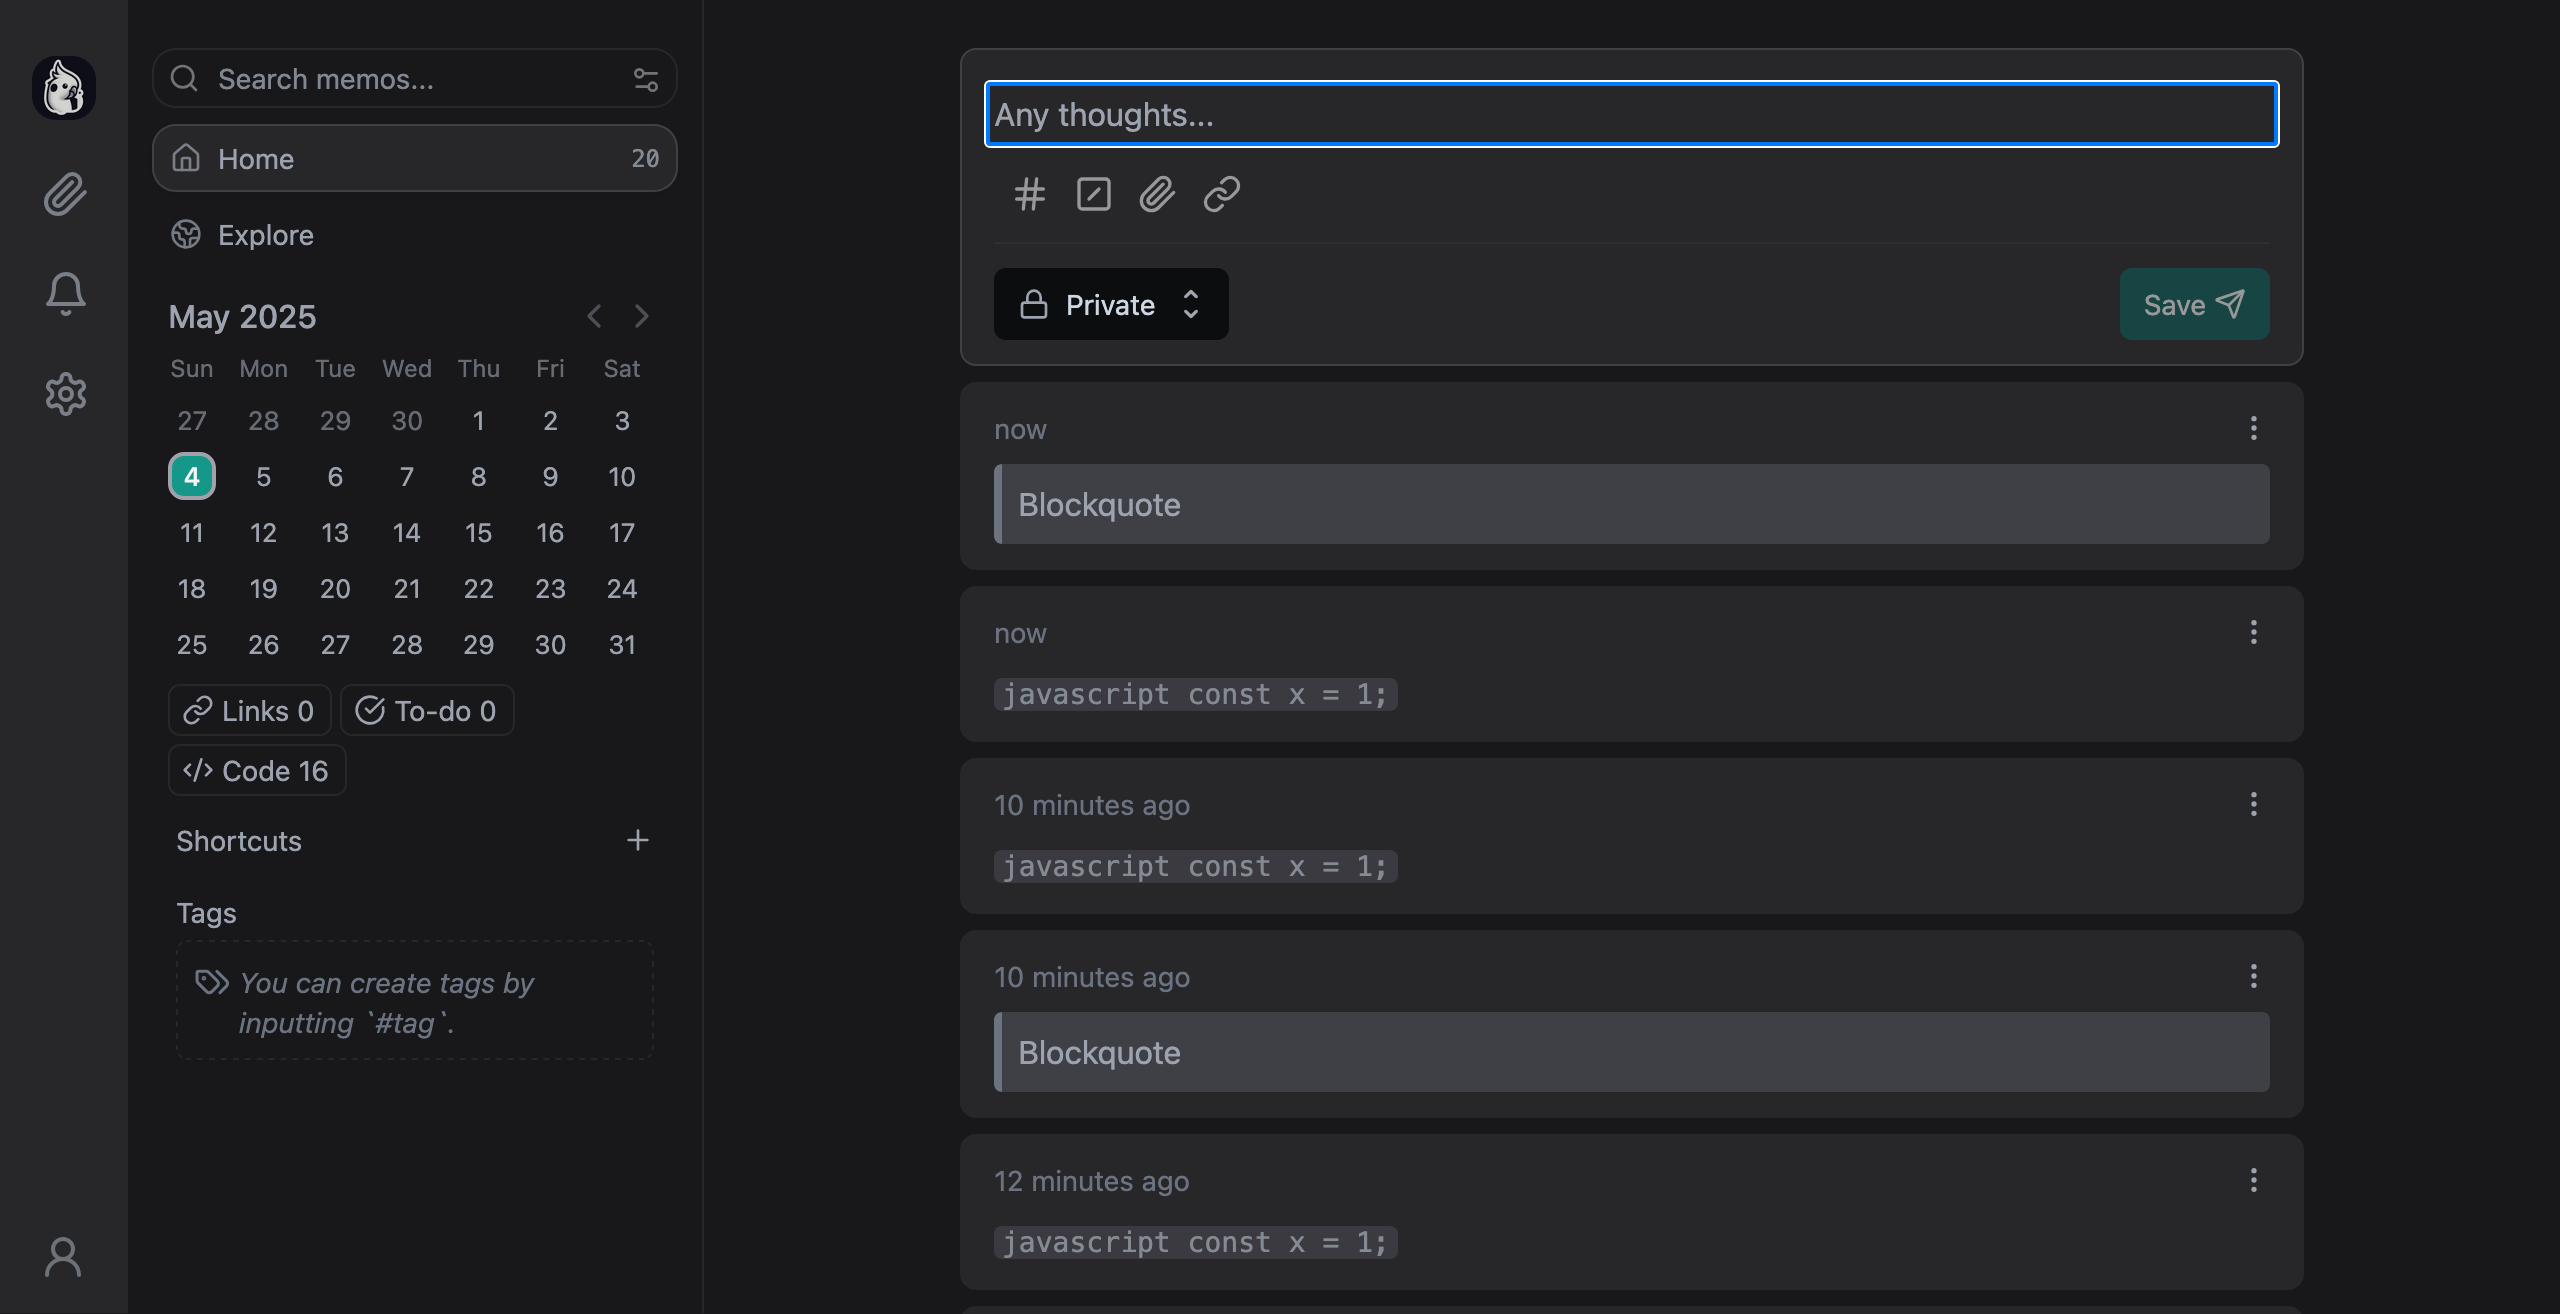 Search memos...
Home 20
Explore
May 2025
Sun Mon Tue Wed Thu Fri Sat
27 28 29 30 1 2 3
4 5 6 7 8 9 10
11 12 13 14 15 16 17
18 19 20 21 22 23 24
25 26 27 28 29 30 31
Links 0 To-do 0
Code 16
Shortcuts
Tags
You can create tags by
inputting `#tag`.
Any thoughts...
Private
Save
now
Blockquote
now
javascript const x = 1;
10 minutes ago
javascript const x = 1;
10 minutes ago
Blockquote
12 minutes ago
javascript const x = 1;